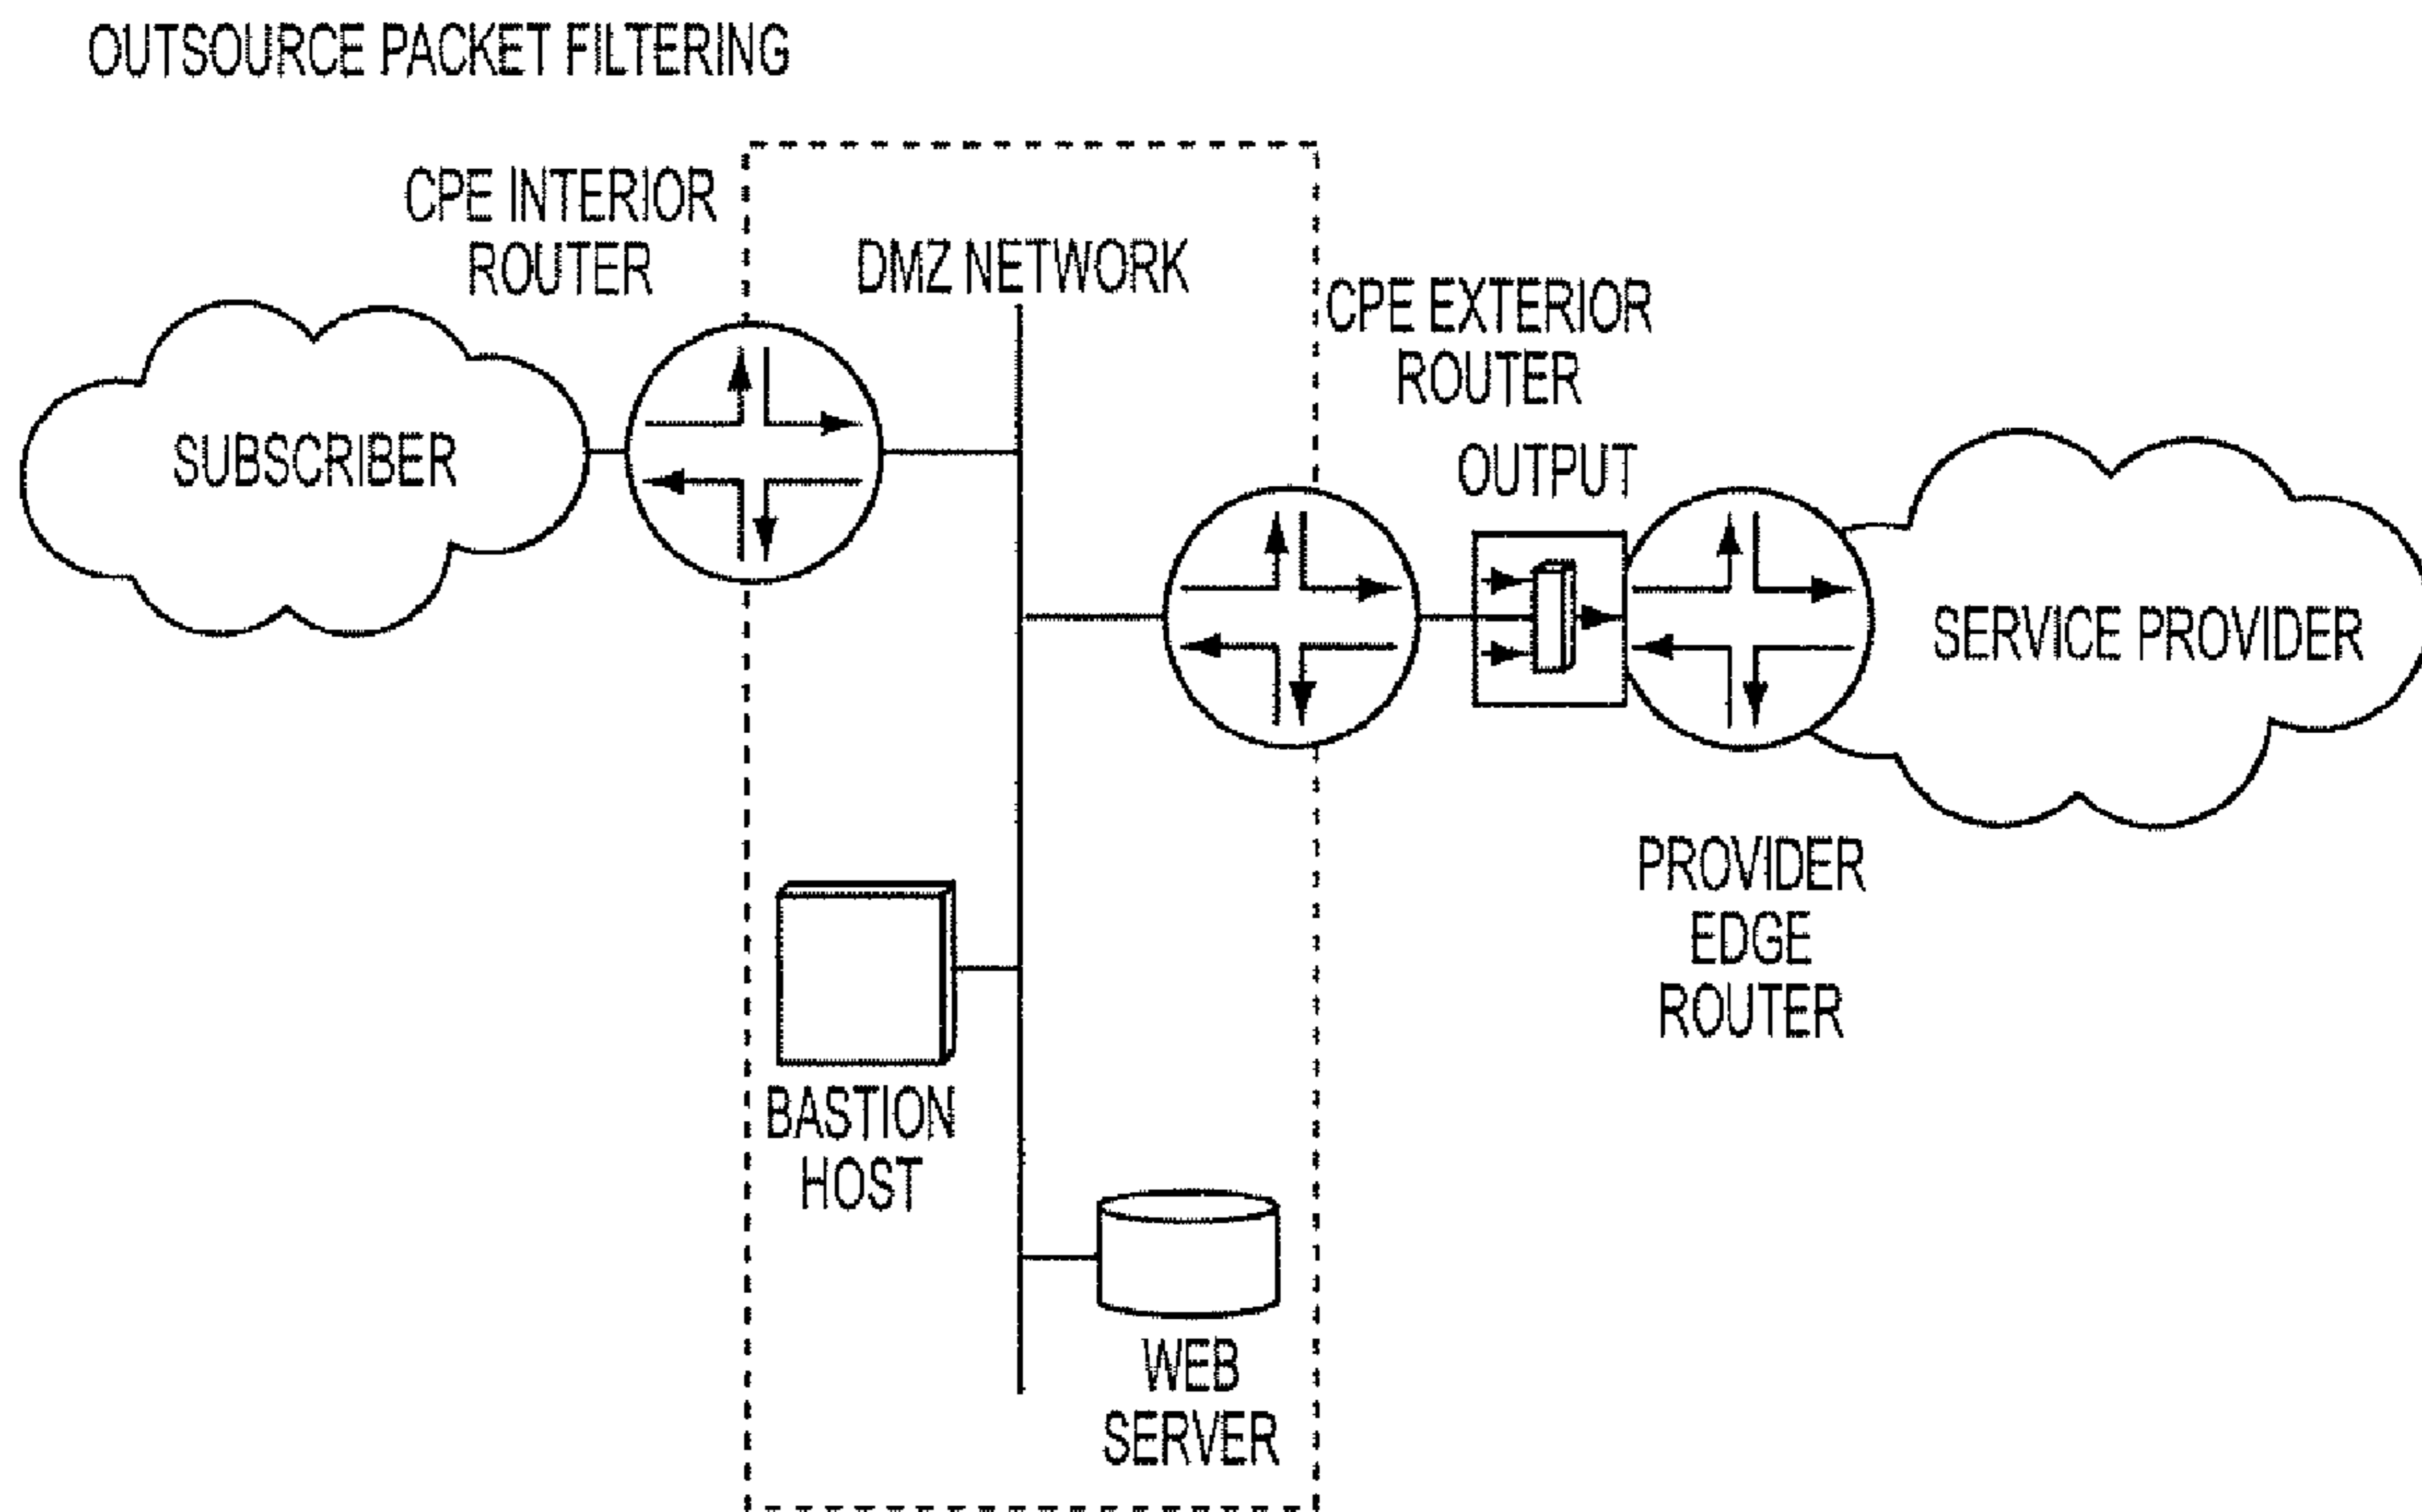 OUTSOURCE PACKET FILTERING
CPE INTERIOR
ROUTER
DMZ NETWORK
CPE EXTERIOR
ROUTER
OUTPUT
SUBSCRIBER
SERVICE PROVIDER
PROVIDER
EDGE
ROUTER
BASTION
HOST
WEB
SERVER